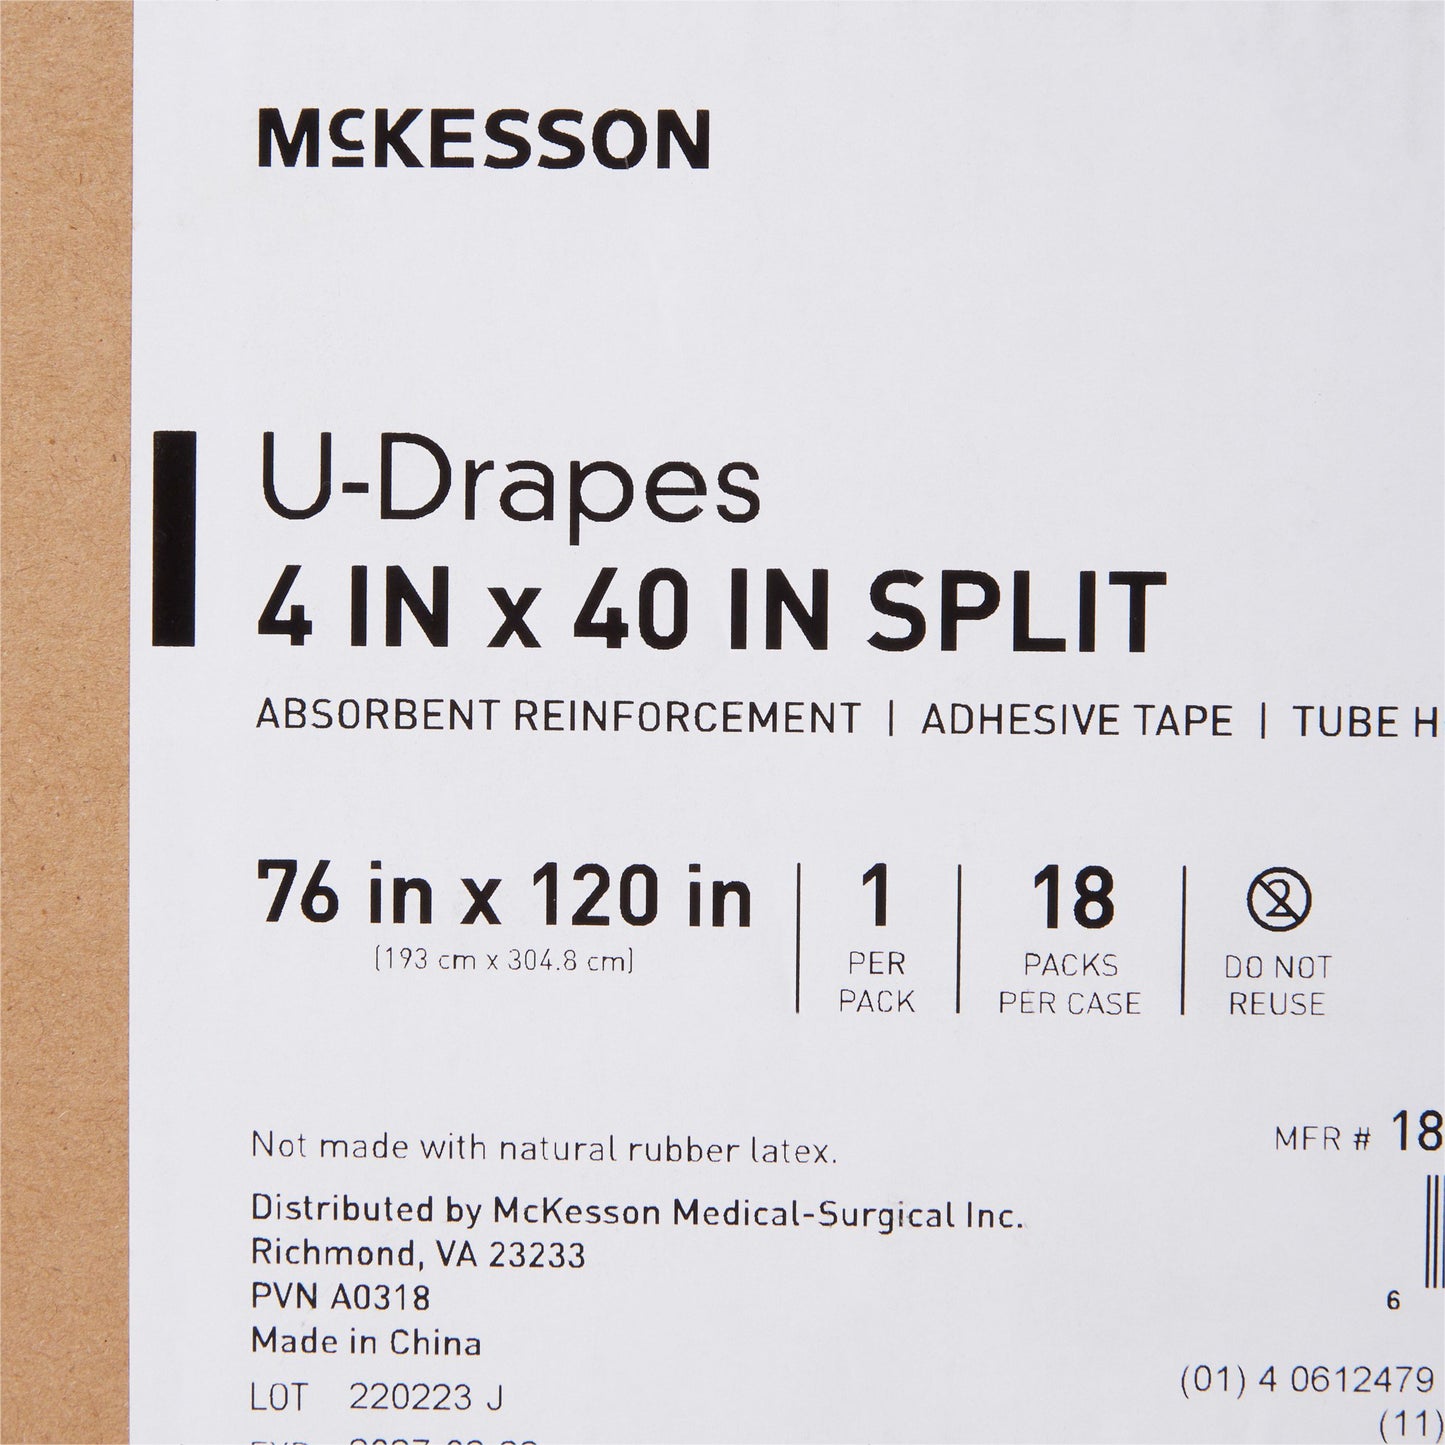 McKESSON
U-Drapes
4 IN x 40 IN SPLIT
ABSORBENT REINFORCEMENT | ADHESIVE TAPE | TUBE H
76 in x 120 in
(193 cm x 304.8 cm)
1
PER
PACK
18
PACKS
PER CASE
2
DO NOT
REUSE
Not made with natural rubber latex.
MFR # 18
Distributed by McKesson Medical-Surgical Inc.
Richmond, VA 23233
PVN A0318
Made in China
6
LOT 220223 J
(01) 4 0612479
(11)